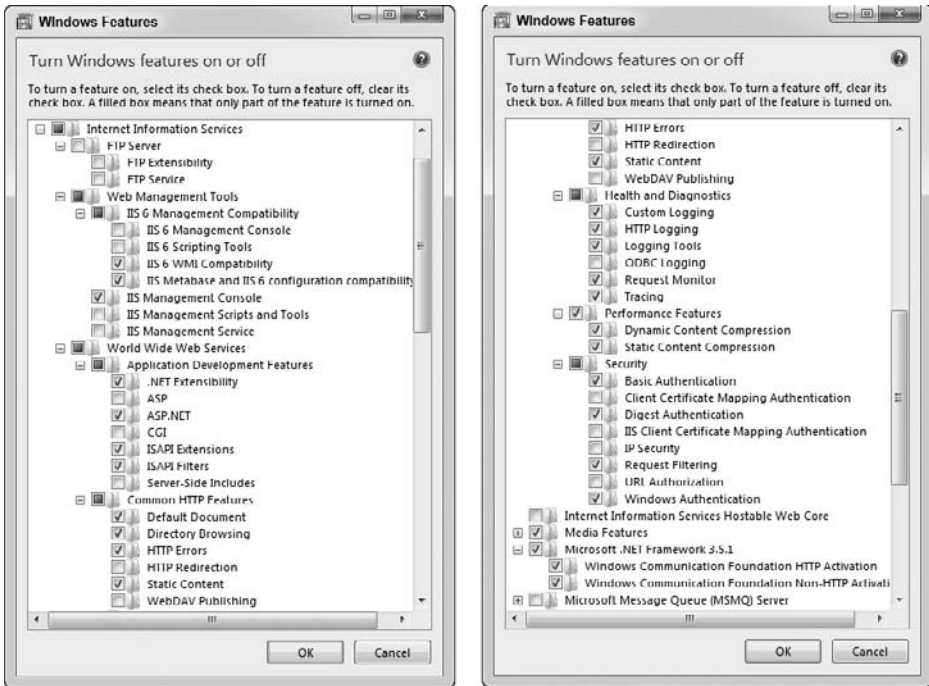 Windows Features
Turn Windows features on or off
To turn a feature on, select its check box. To turn a feature off, clear its
check box. A filled box means that only part of the feature is turned on.
Internet Information Services
FTP Server
FTP Extensibility
FTP Service
Web Management Tools
IIS 6 Management Compatibility
IIS 6 Management Console
IIS 6 Scripting Tools
IIS 6 WMI Compatibility
IIS Metabase and IIS 6 configuration compatibility
IIS Management Console
IIS Management Scripts and Tools
IIS Management Service
World Wide Web Services
Application Development Features
.NET Extensibility
ASP
ASP.NET
CGI
ISAPI Extensions
ISAPI Filters
Server-Side Includes
Common HTTP Features
Default Document
Directory Browsing
HTTP Errors
HTTP Redirection
Static Content
WebDAV Publishing
OK Cancel
Windows Features
Turn Windows features on or off
To turn a feature on, select its check box. To turn a feature off, clear its
check box. A filled box means that only part of the feature is turned on.
HTTP Errors
HTTP Redirection
Static Content
WebDAV Publishing
Health and Diagnostics
Custom Logging
HTTP Logging
Logging Tools
ODBC Logging
Request Monitor
Tracing
Performance Features
Dynamic Content Compression
Static Content Compression
Security
Basic Authentication
Client Certificate Mapping Authentication
Digest Authentication
IIS Client Certificate Mapping Authentication
IP Security
Request Filtering
URL Authorization
Windows Authentication
Internet Information Services Hostable Web Core
Media Features
Microsoft .NET Framework 3.5.1
Windows Communication Foundation HTTP Activation
Windows Communication Foundation Non-HTTP Activati
Microsoft Message Queue (MSMQ) Server
OK Cancel